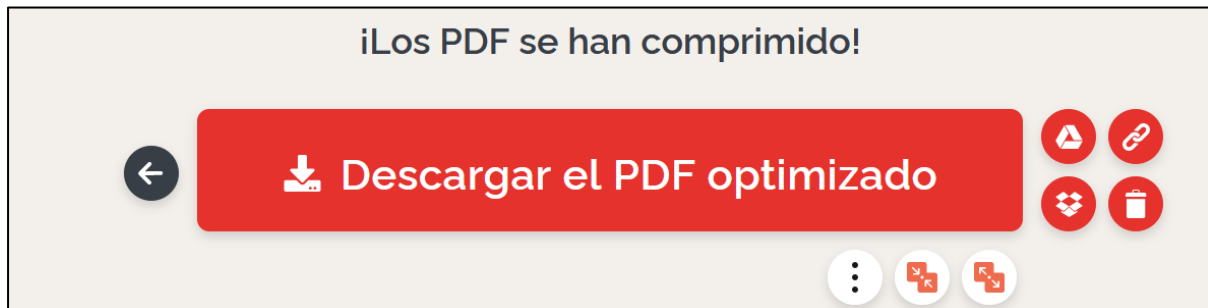 ¡Los PDF se han comprimido!
Descargar el PDF optimizado